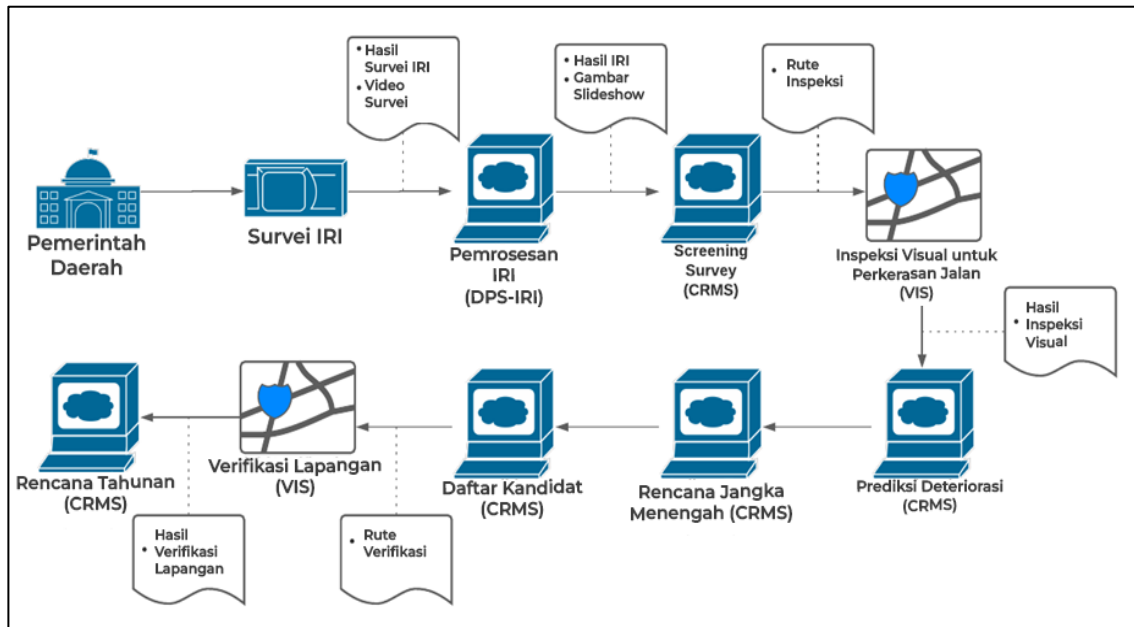 • Hasil
Survei IRI
• Video
Survei
• Hasil IRI
• Gambar
Slideshow
• Rute
Inspeksi
Pemerintah
Daerah
Survei IRI
Pemrosesan
IRI
(DPS-IRI)
Screening
Survey
(CRMS)
Inspeksi Visual untuk
Perkerasan Jalan
(VIS)
Hasil
• Inspeksi
Visual
Rencana Tahunan
(CRMS)
Verifikasi Lapangan
(VIS)
Daftar Kandidat
(CRMS)
Rencana Jangka
Menengah (CRMS)
Prediksi Deteriorasi
(CRMS)
Hasil
• Verifikasi
Lapangan
Rute
• Verifikasi